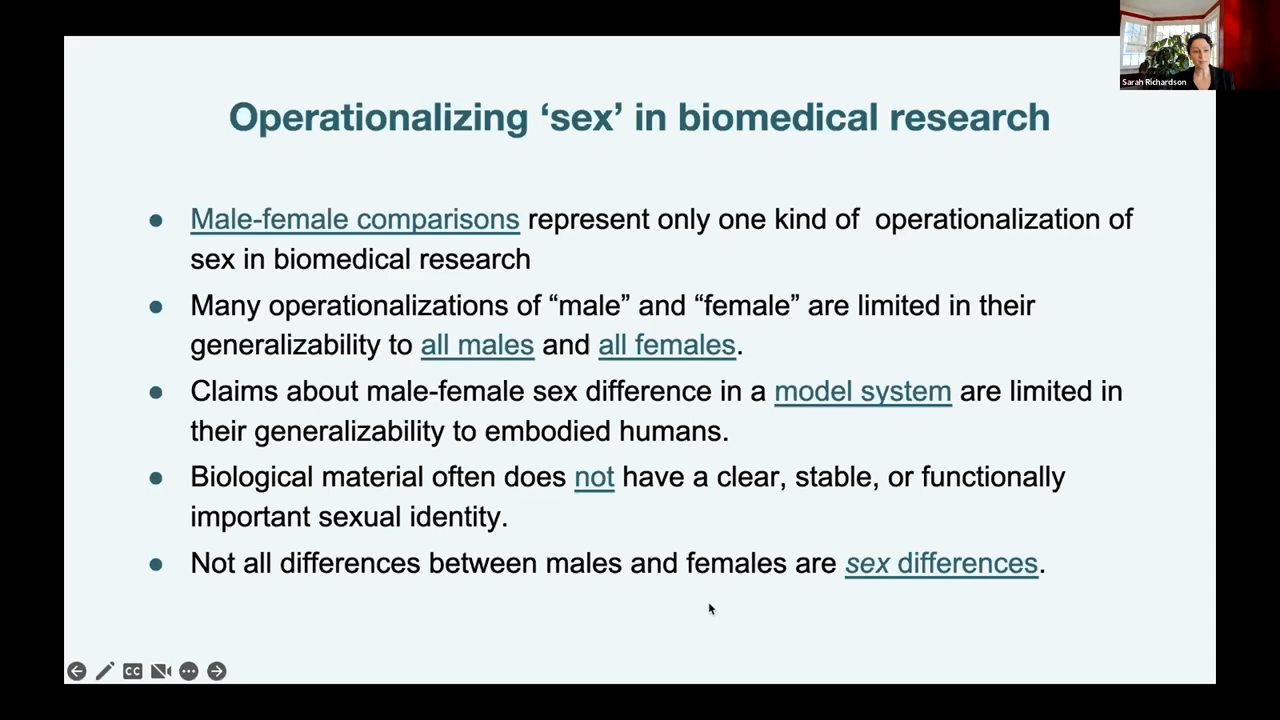 Sarah Richardson
Operationalizing ‘sex’ in biomedical research
● Male-female comparisons represent only one kind of  operationalization of
sex in biomedical research
● Many operationalizations of “male” and “female” are limited in their
generalizability to all males and all females.
● Claims about male-female sex difference in a model system are limited in
their generalizability to embodied humans.
● Biological material often does not have a clear, stable, or functionally
important sexual identity.
● Not all differences between males and females are sex differences.
CC